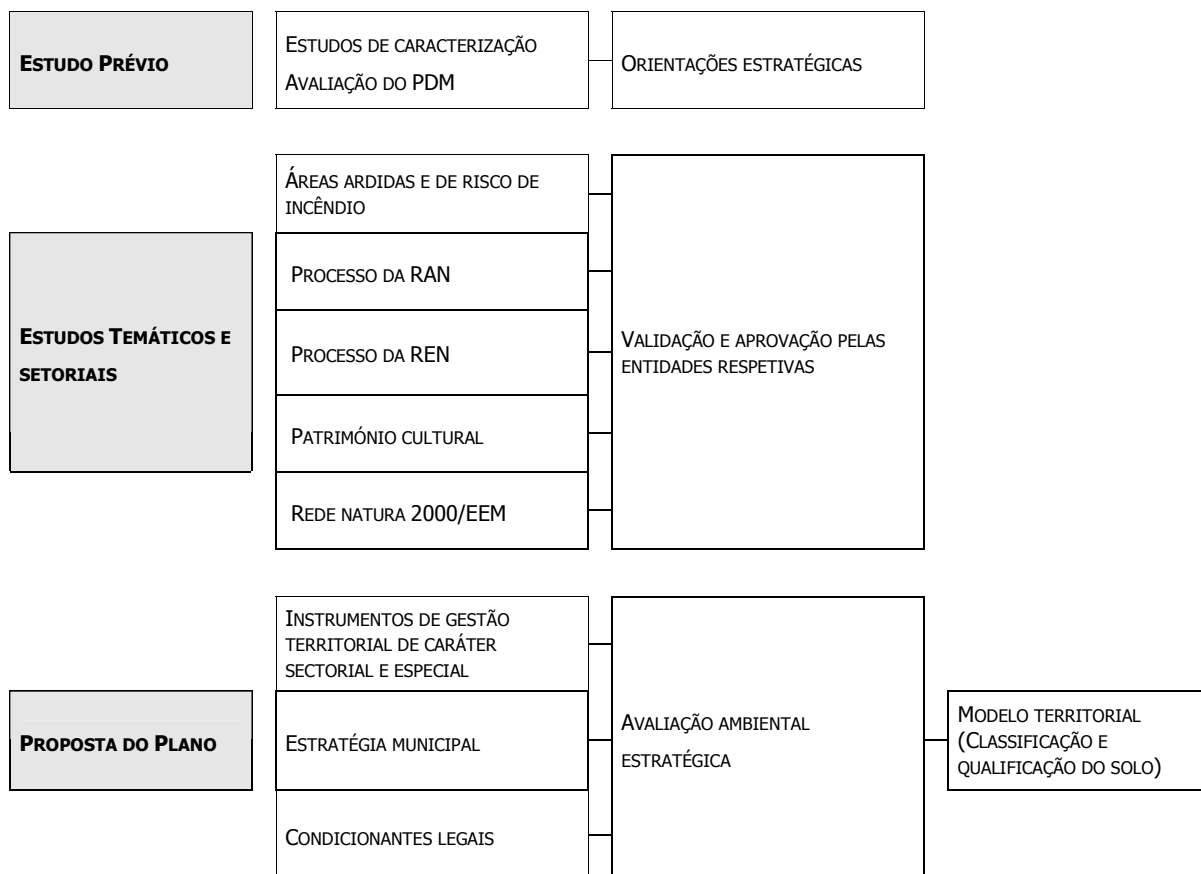 ESTUDO PRÉVIO
ESTUDOS DE CARACTERIZAÇÃO
AVALIAÇÃO DO PDM
ORIENTAÇÕES ESTRATÉGICAS
ESTUDOS TEMÁTICOS E
SETORIAIS
ÁREAS ARDIDAS E DE RISCO DE
INCÊNDIO
PROCESSO DA RAN
PROCESSO DA REN
PATRIMÓNIO CULTURAL
REDE NATURA 2000/EEM
VALIDAÇÃO E APROVAÇÃO PELAS
ENTIDADES RESPETIVAS
PROPOSTA DO PLANO
INSTRUMENTOS DE GESTÃO
TERRITORIAL DE CARÁTER
SECTORIAL E ESPECIAL
ESTRATÉGIA MUNICIPAL
CONDICIONANTES LEGAIS
AVALIAÇÃO AMBIENTAL
ESTRATÉGICA
MODELO TERRITORIAL
(CLASSIFICAÇÃO E
QUALIFICAÇÃO DO SOLO)